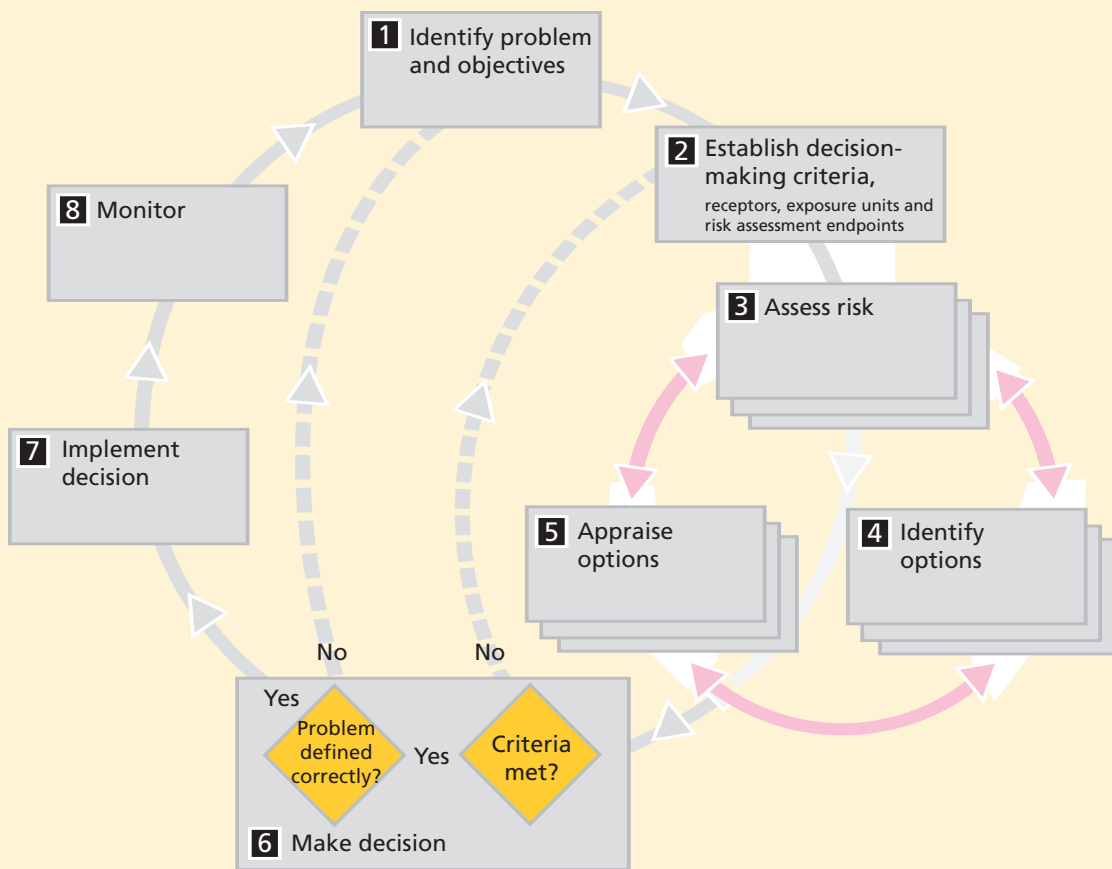 1 Identify problem
and objectives
2 Establish decision-
making criteria,
receptors, exposure units and
risk assessment endpoints
3 Assess risk
4 Identify
options
5 Appraise
options
No
No
Yes
Problem
defined
correctly?
Yes
Criteria
met?
6 Make decision
7 Implement
decision
8 Monitor